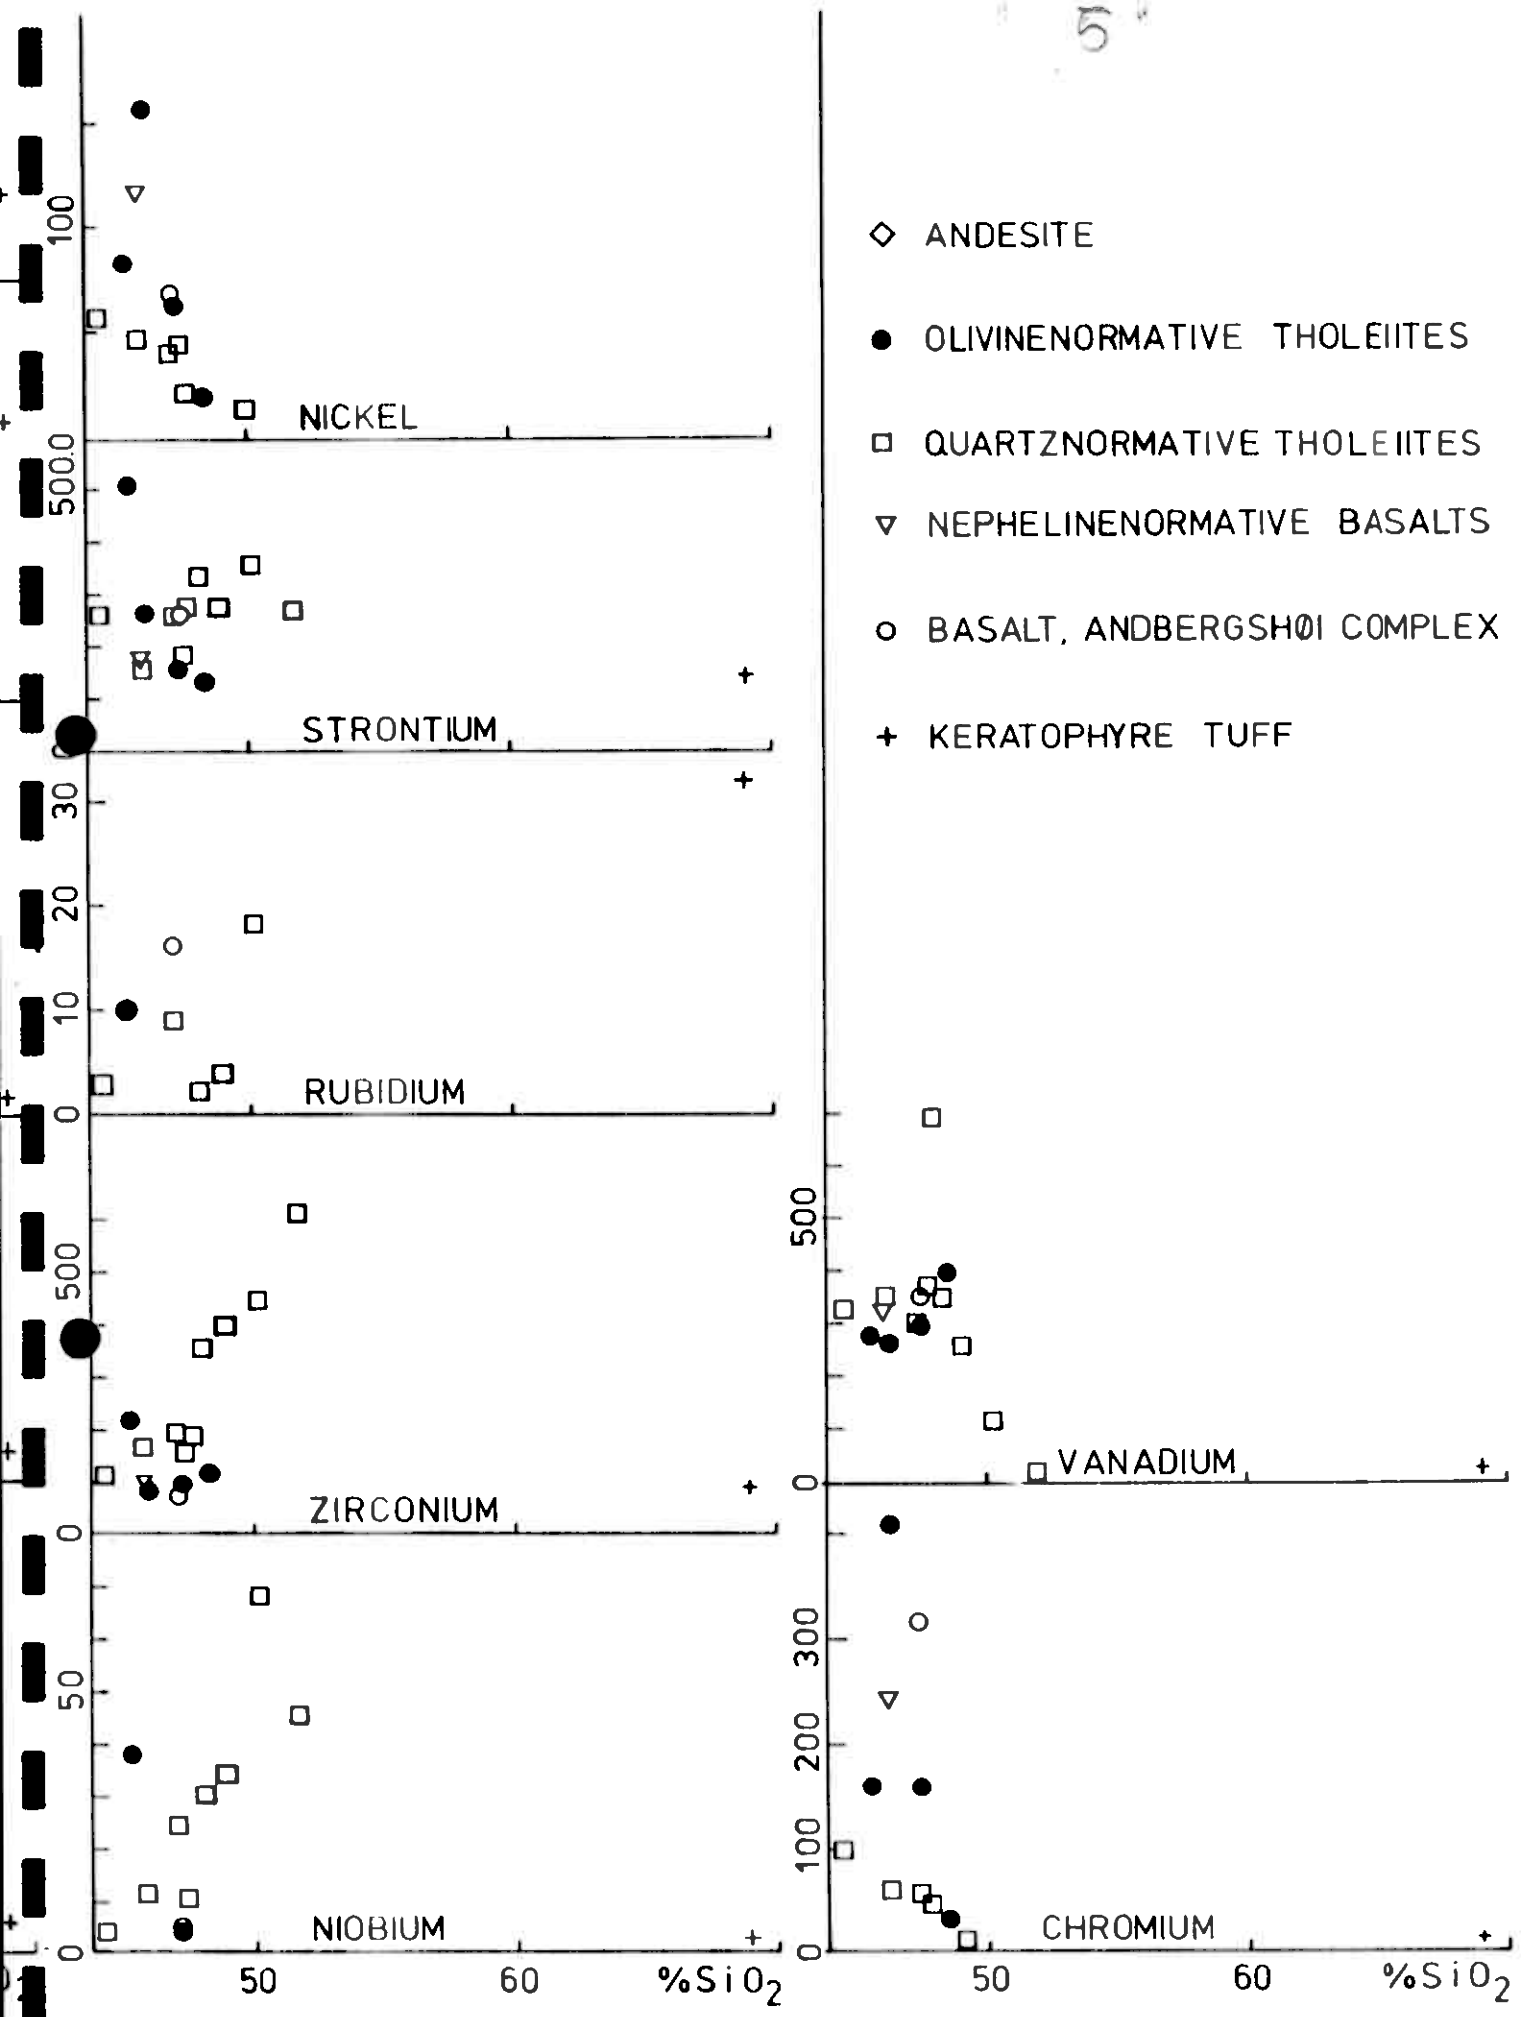 5
100
NICKEL
500.0
STRONTIUM
0
30
20
10
0
RUBIDIUM
500
0
ZIRCONIUM
50
0
NIOBIUM
50
60
%SiO2
◇ ANDESITE
● OLIVINENORMATIVE THOLEIITES
□ QUARTZNORMATIVE THOLEIITES
▽ NEPHELINENORMATIVE BASALTS
○ BASALT, ANDBERGSHØI COMPLEX
+ KERATOPHYRE TUFF
500
0
VANADIUM
300
200
100
0
CHROMIUM
50
60
%SiO2